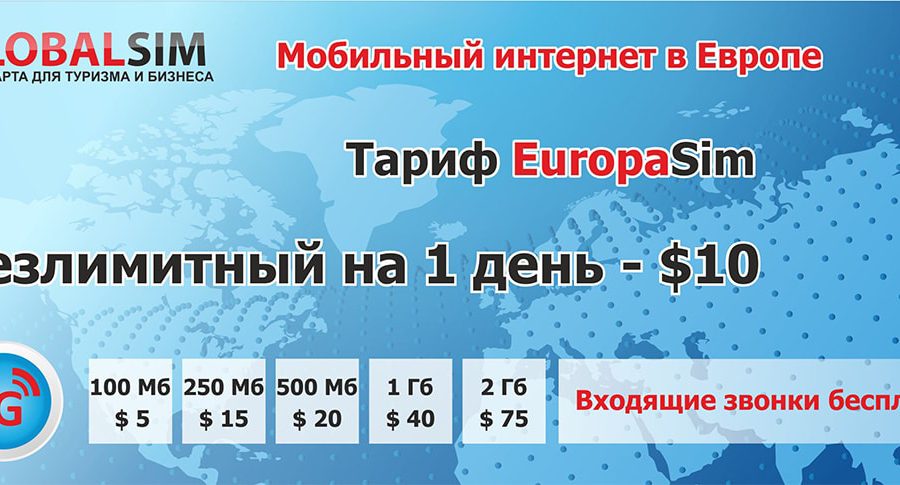 LOBALSIM
АРТА ДЛЯ ТУРИЗМА И БИЗНЕСА
Мобильный интернет в Европе
Тариф EuropaSim
езлимитный на 1 день - $10
G
100 Мб
$ 5
250 Мб
$ 15
500 Мб
$ 20
1 Гб
$ 40
2 Гб
$ 75
Входящие звонки беспл